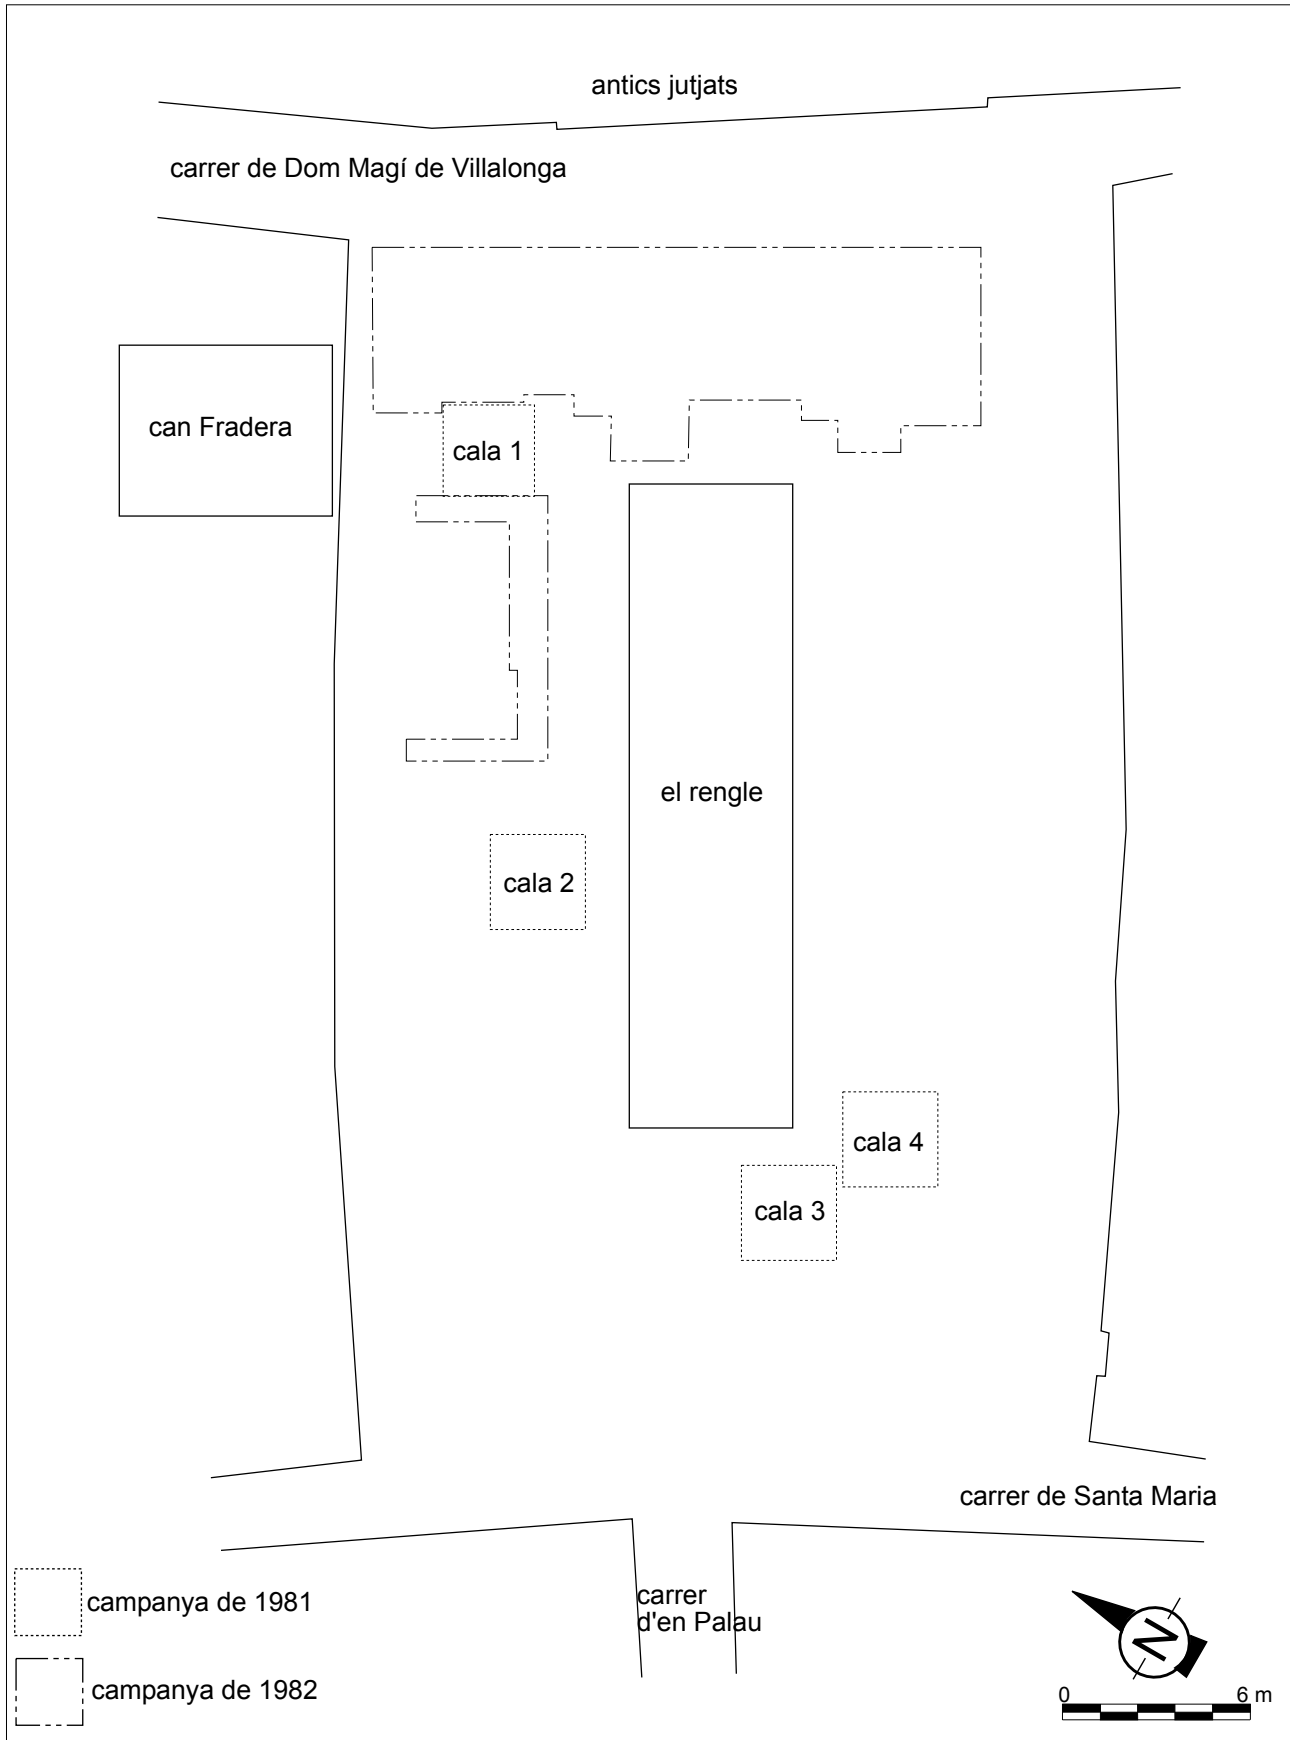 antics jutjats
carrer de Dom Magí de Villalonga
can Fradera
cala 1
el rengle
cala 2
cala 4
cala 3
carrer de Santa Maria
carrer
d'en Palau
campanya de 1981
campanya de 1982
N
0 6 m